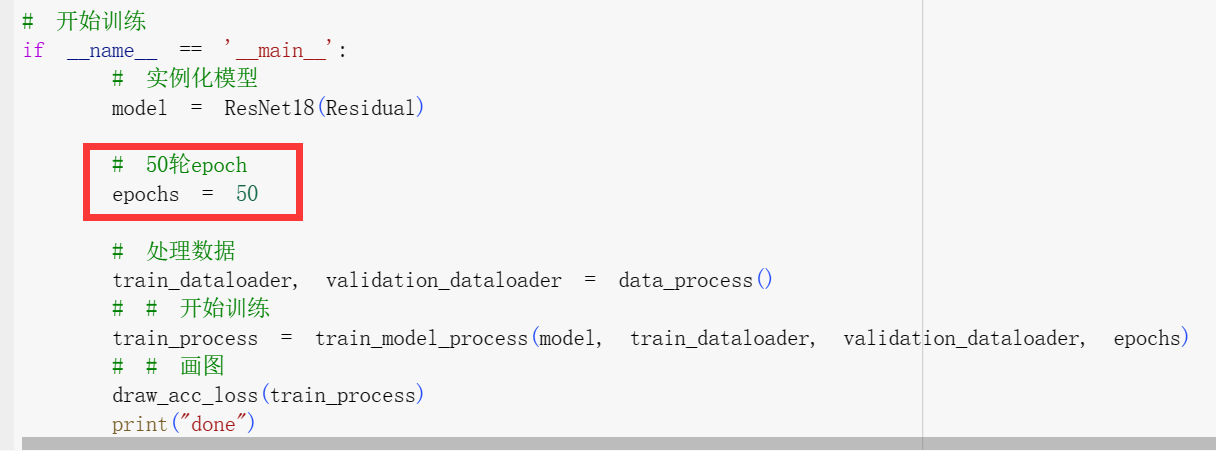 # 开始训练
if __name__ == '__main__':
# 实例化模型
model = ResNet18(Residual)
# 50轮epoch
epochs = 50
# 处理数据
train_dataloader, validation_dataloader = data_process()
# # 开始训练
train_process = train_model_process(model, train_dataloader, validation_dataloader, epochs)
# # 画图
draw_acc_loss(train_process)
print("done")